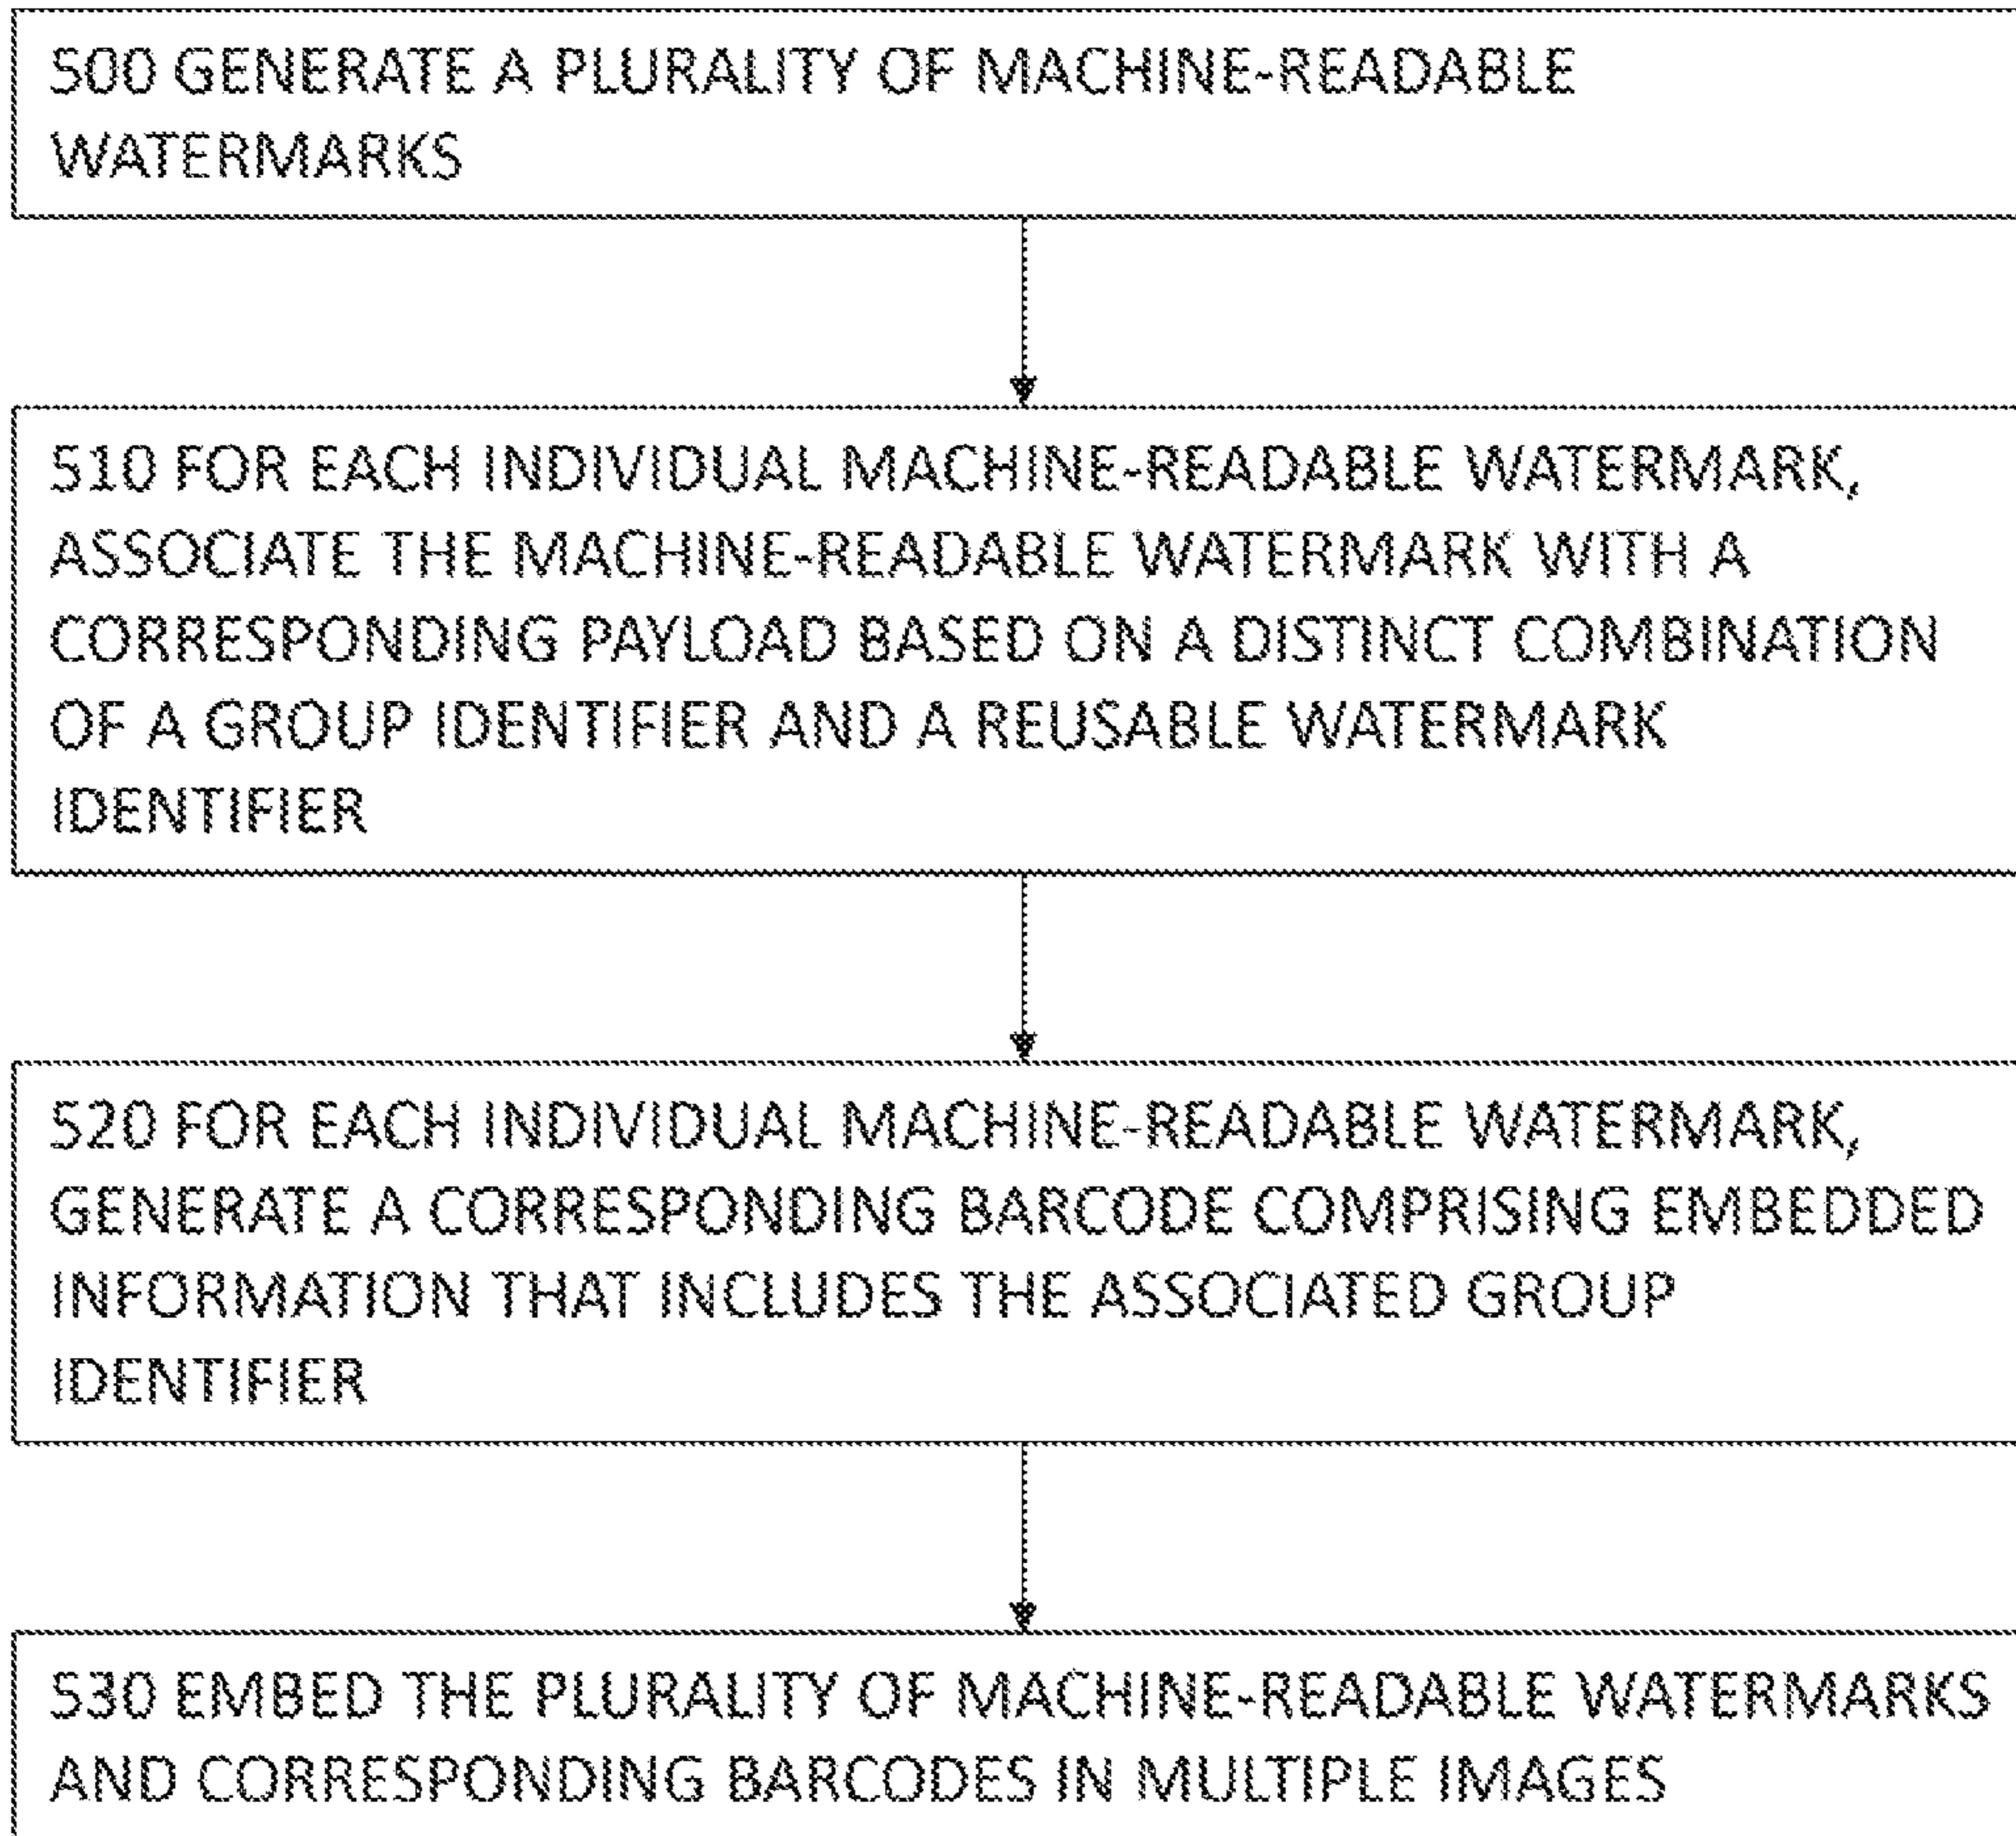 500 GENERATE A PLURALITY OF MACHINE-READABLE
WATERMARKS
510 FOR EACH INDIVIDUAL MACHINE-READABLE WATERMARK,
ASSOCIATE THE MACHINE-READABLE WATERMARK WITH A
CORRESPONDING PAYLOAD BASED ON A DISTINCT COMBINATION
OF A GROUP IDENTIFIER AND A REUSABLE WATERMARK
IDENTIFIER
520 FOR EACH INDIVIDUAL MACHINE-READABLE WATERMARK,
GENERATE A CORRESPONDING BARCODE COMPRISING EMBEDDED
INFORMATION THAT INCLUDES THE ASSOCIATED GROUP
IDENTIFIER
530 EMBED THE PLURALITY OF MACHINE-READABLE WATERMARKS
AND CORRESPONDING BARCODES IN MULTIPLE IMAGES